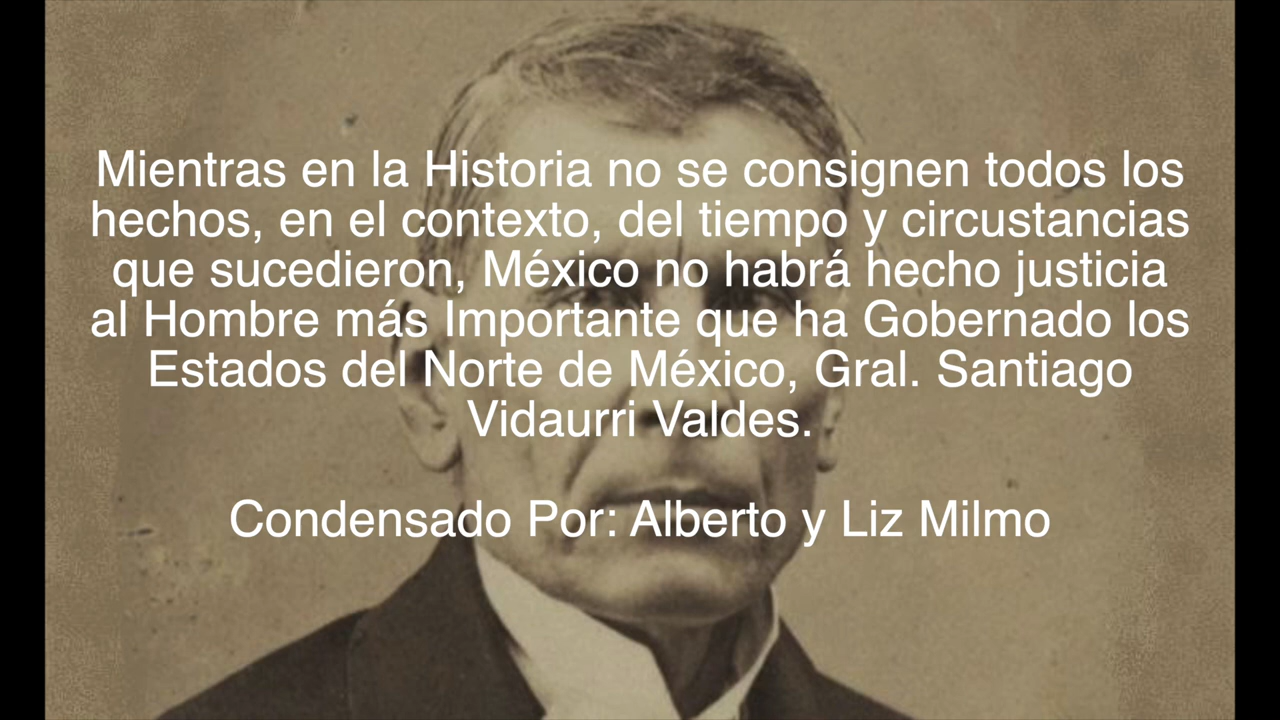 Mientras en la Historia no se consignen todos los
hechos, en el contexto, del tiempo y circustancias
que sucedieron, México no habrá hecho justicia
al Hombre más Importante que ha Gobernado los
Estados del Norte de México, Gral. Santiago
Vidaurri Valdes.
Condensado Por: Alberto y Liz Milmo